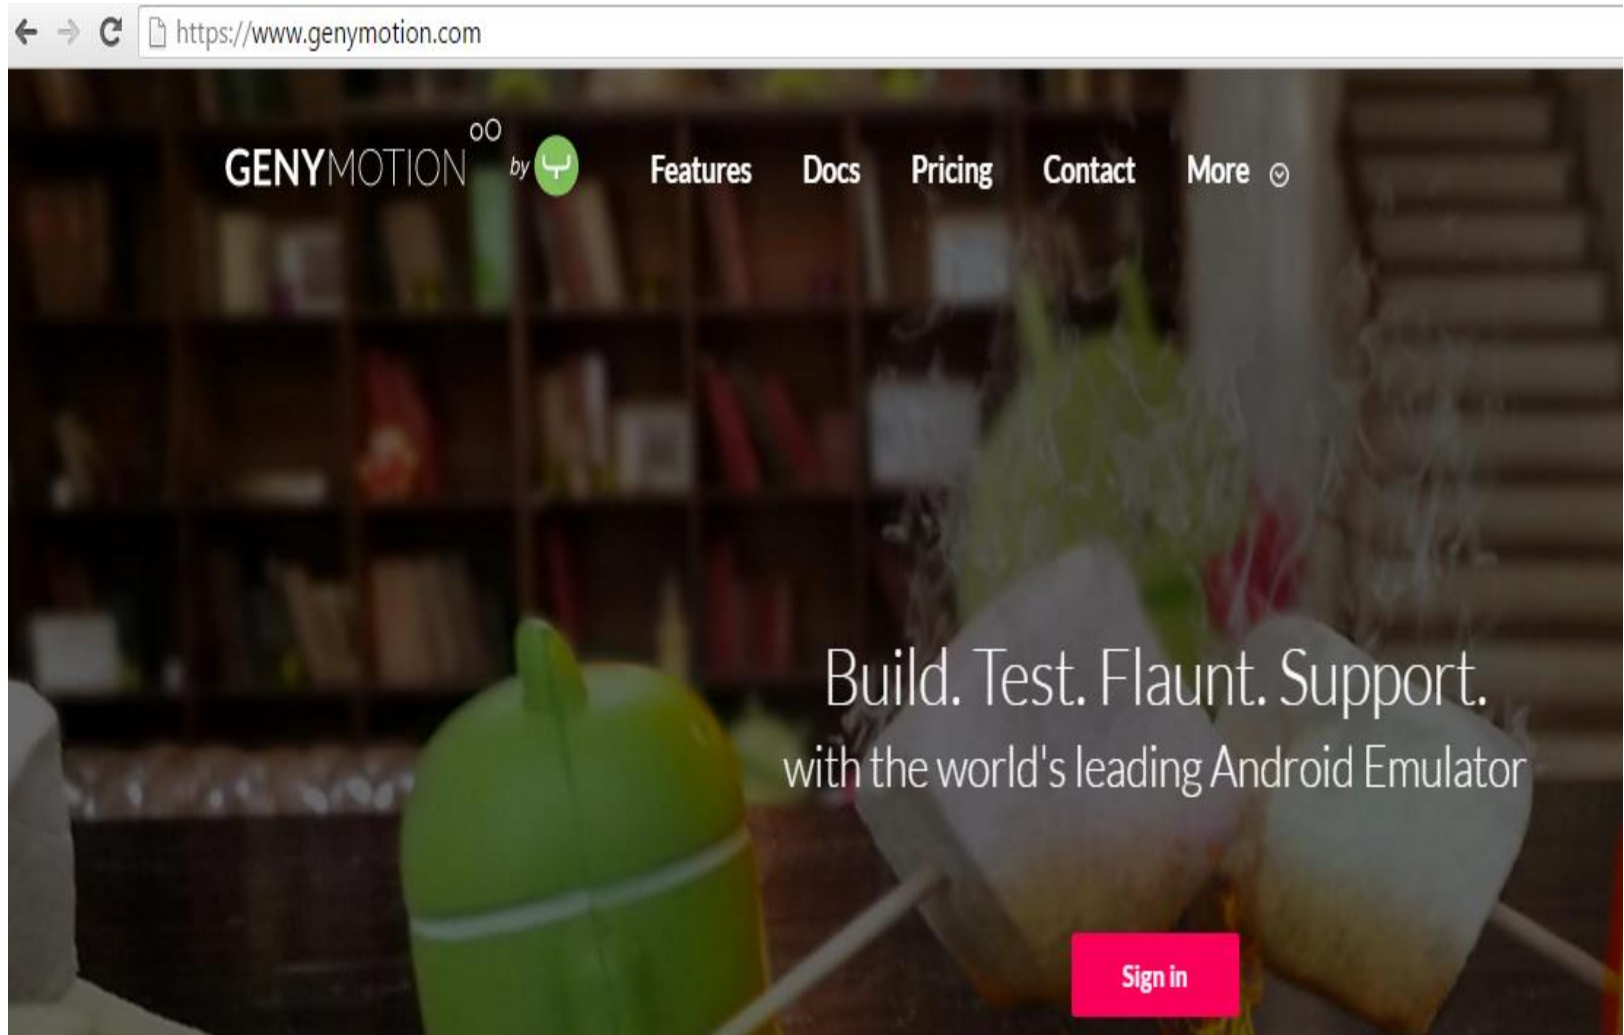 https://www.genymotion.com
GENYMOTION oO by Features Docs Pricing Contact More
Build. Test. Flaunt. Support.
with the world's leading Android Emulator
Sign in